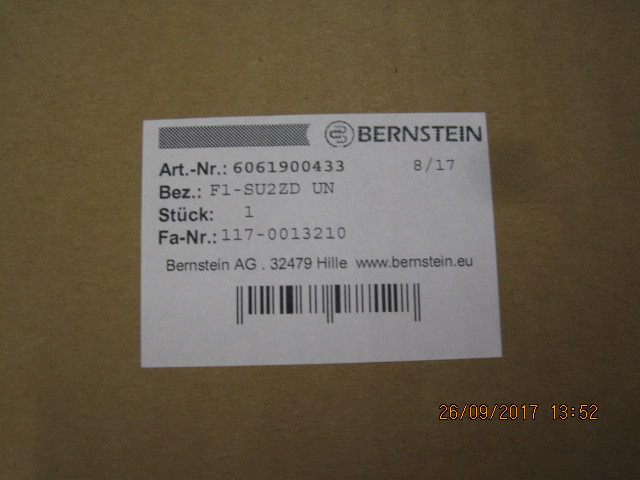 BERNSTEIN
Art.-Nr.: 6061900433 8/17
Bez.: F1-SU2ZD UN
Stück: 1
Fa-Nr.: 117-0013210
Bernstein AG . 32479 Hille www.bernstein.eu
26/09/2017 13:52